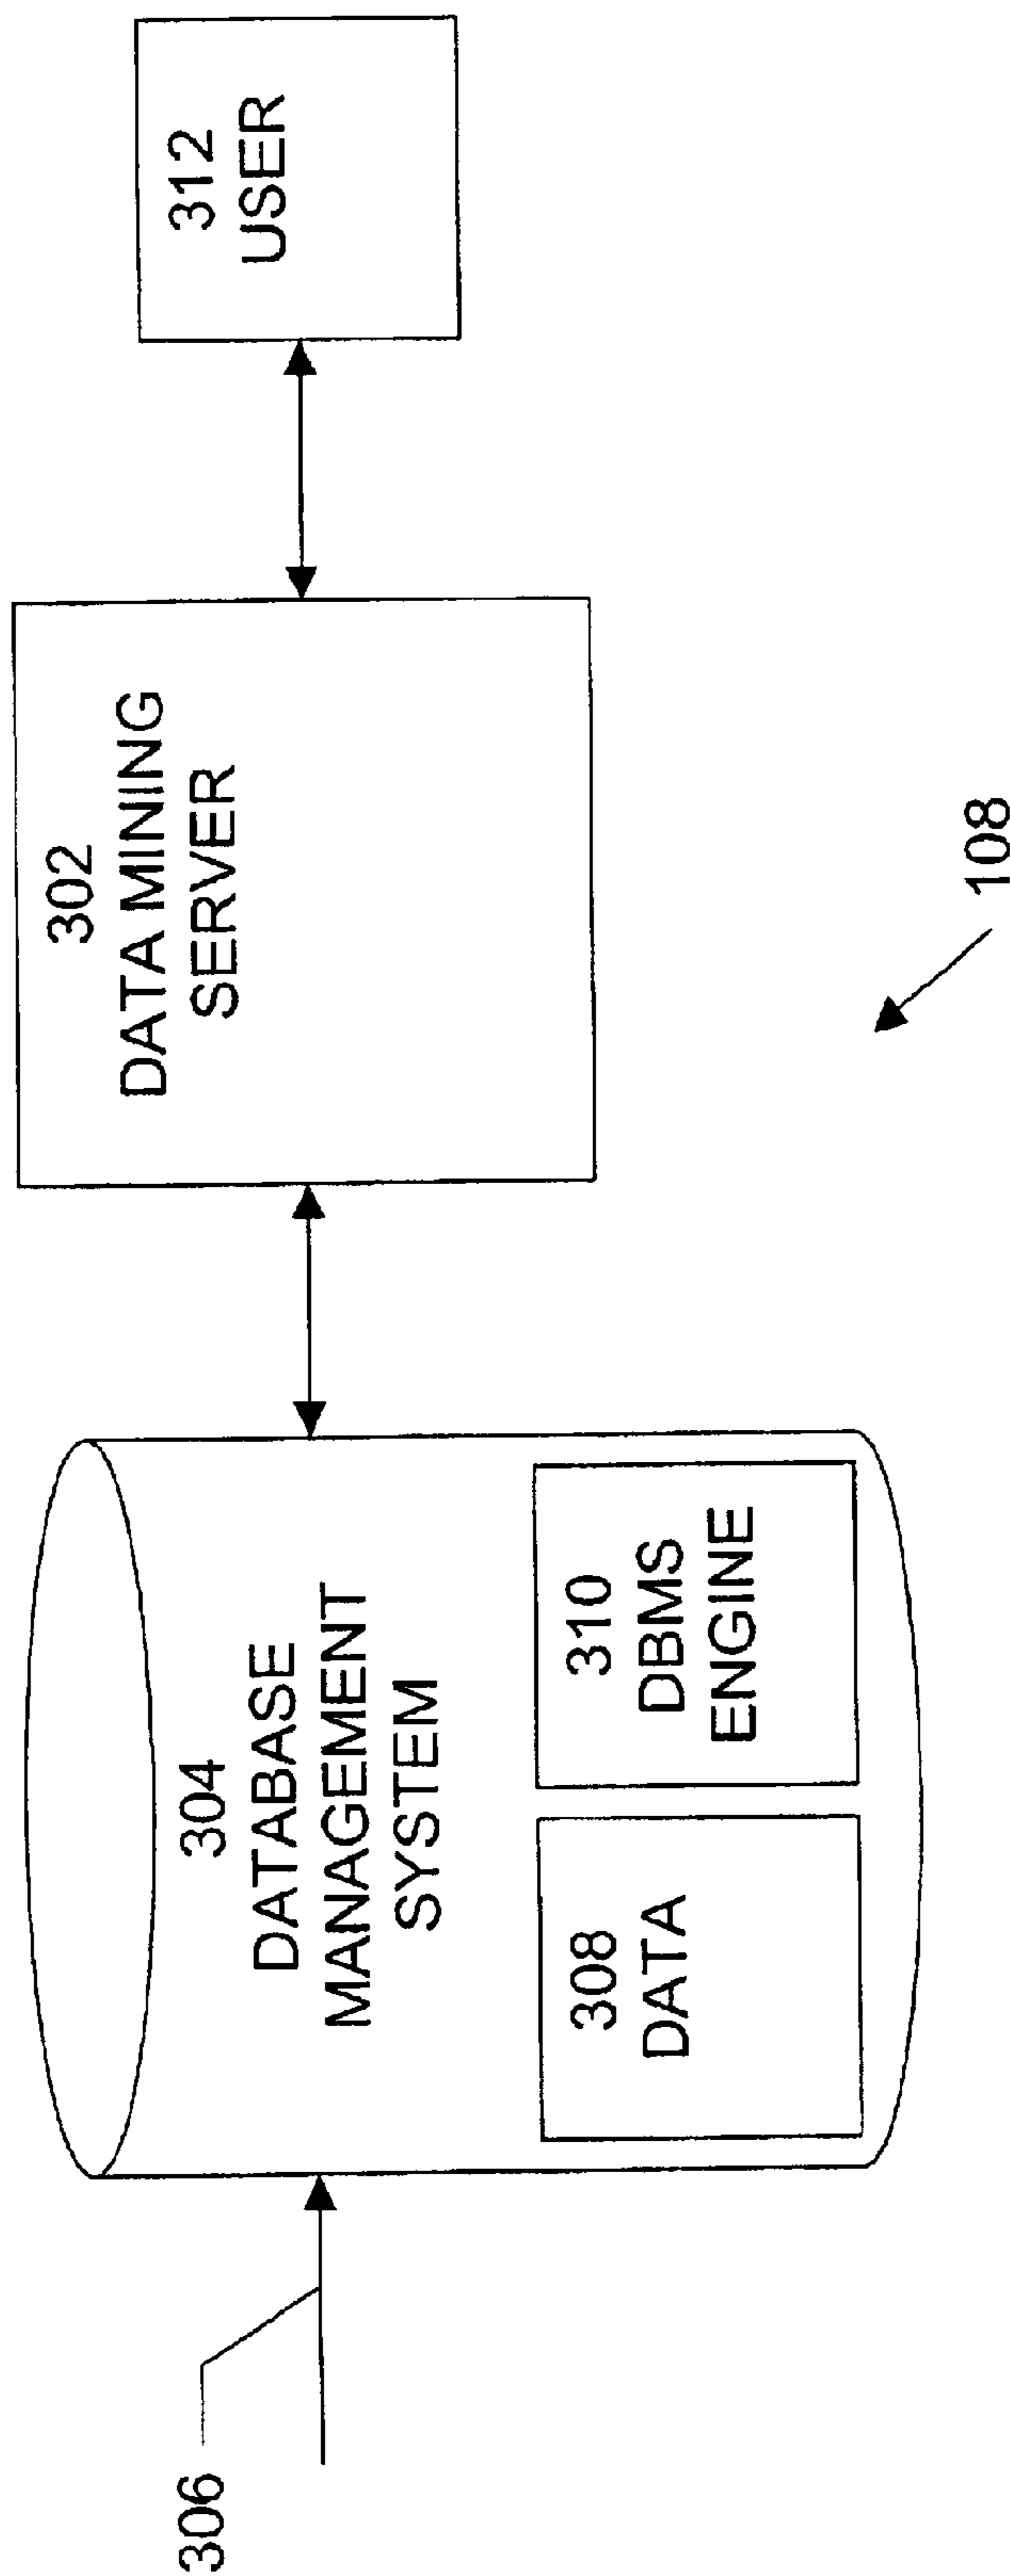 306
304
DATABASE
MANAGEMENT
SYSTEM
308
DATA
310
DBMS
ENGINE
302
DATA MINING
SERVER
312
USER
108